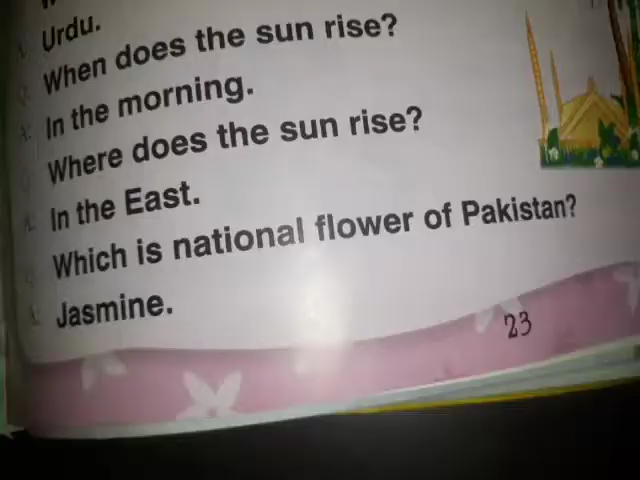 Urdu.
When does the sun rise?
In the morning.
Where does the sun rise?
In the East.
Which is national flower of Pakistan?
Jasmine.
23